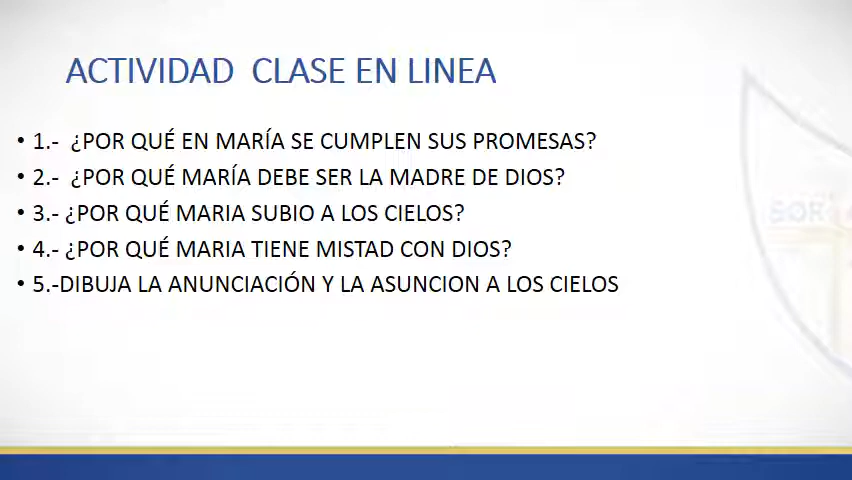 ACTIVIDAD CLASE EN LINEA
• 1.- ¿POR QUÉ EN MARÍA SE CUMPLEN SUS PROMESAS?
• 2.- ¿POR QUÉ MARÍA DEBE SER LA MADRE DE DIOS?
• 3.- ¿POR QUÉ MARIA SUBIO A LOS CIELOS?
• 4.- ¿POR QUÉ MARIA TIENE MISTAD CON DIOS?
• 5.-DIBUJA LA ANUNCIACIÓN Y LA ASUNCION A LOS CIELOS
SOR